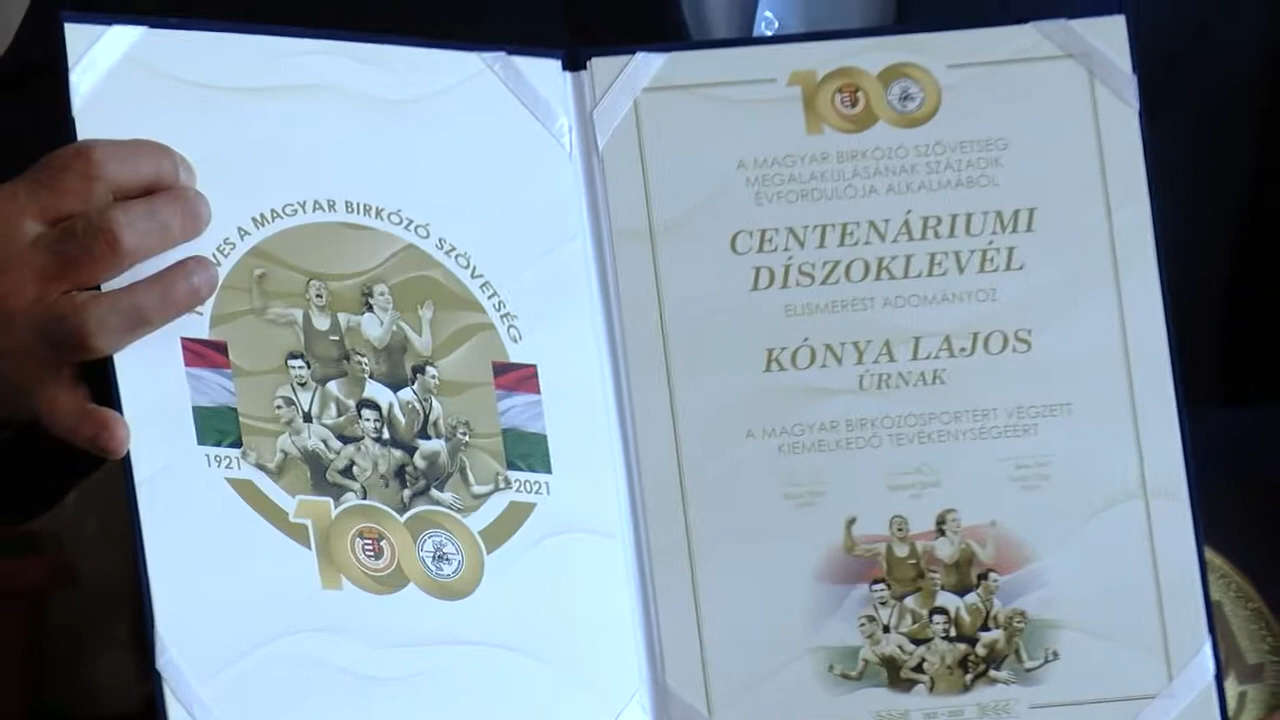 ÉVES A MAGYAR BIRKÓZÓ SZÖVETSÉG
1921
2021
100
100
A MAGYAR BIRKÓZÓ SZÖVETSÉG
MEGALAKULÁSÁNAK SZÁZADIK
ÉVFORDULÓJA ALKALMÁBÓL
CENTENÁRIUMI
DÍSZOKLEVÉL
ELISMERÉST ADOMÁNYOZ
KÓNYA LAJOS
ÚRNAK
A MAGYAR BIRKÓZÓSPORTÉRT VÉGZETT
KIEMELKEDŐ TEVÉKENYSÉGÉÉRT